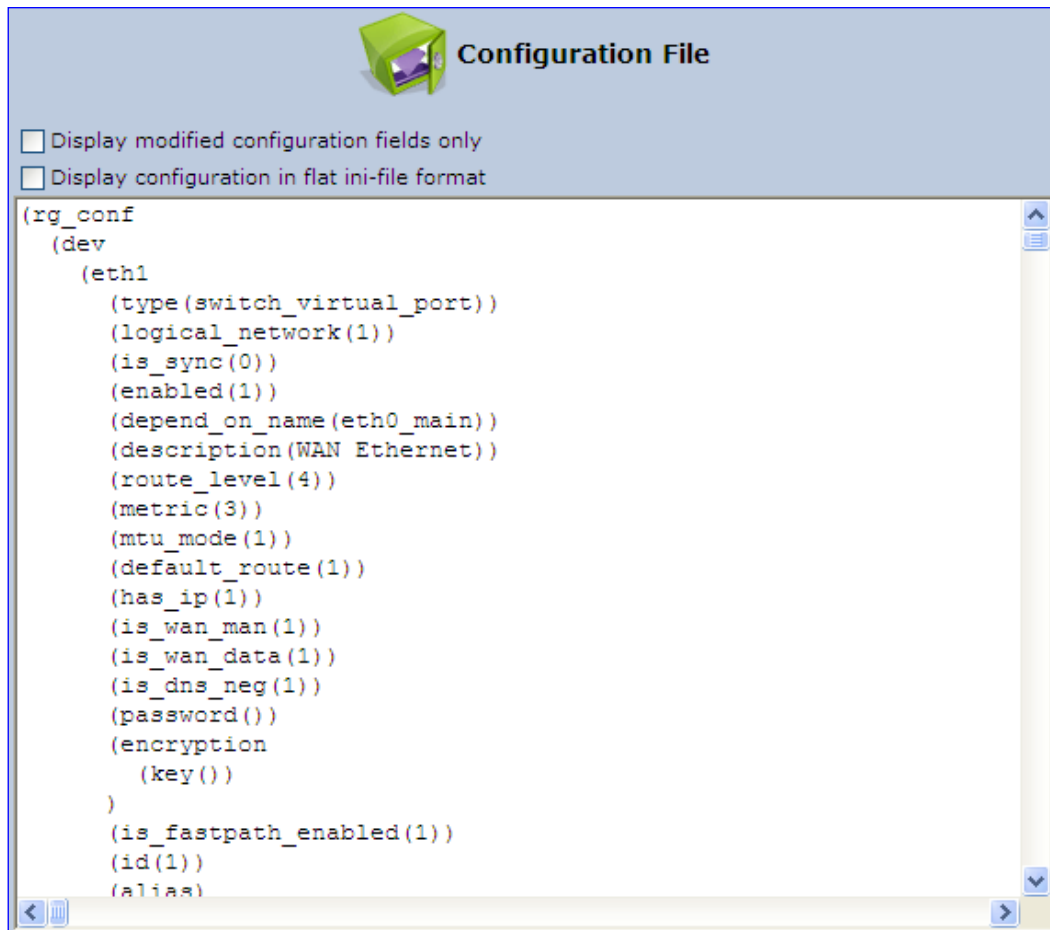 Configuration File
Display modified configuration fields only
Display configuration in flat ini-file format
(rg_conf
  (dev
    (eth1
      (type(switch_virtual_port))
      (logical_network(1))
      (is_sync(0))
      (enabled(1))
      (depend_on_name(eth0_main))
      (description(WAN Ethernet))
      (route_level(4))
      (metric(3))
      (mtu_mode(1))
      (default_route(1))
      (has_ip(1))
      (is_wan_man(1))
      (is_wan_data(1))
      (is_dns_neg(1))
      (password())
      (encryption
        (key())
      )
      (is_fastpath_enabled(1))
      (id(1))
      (alias)